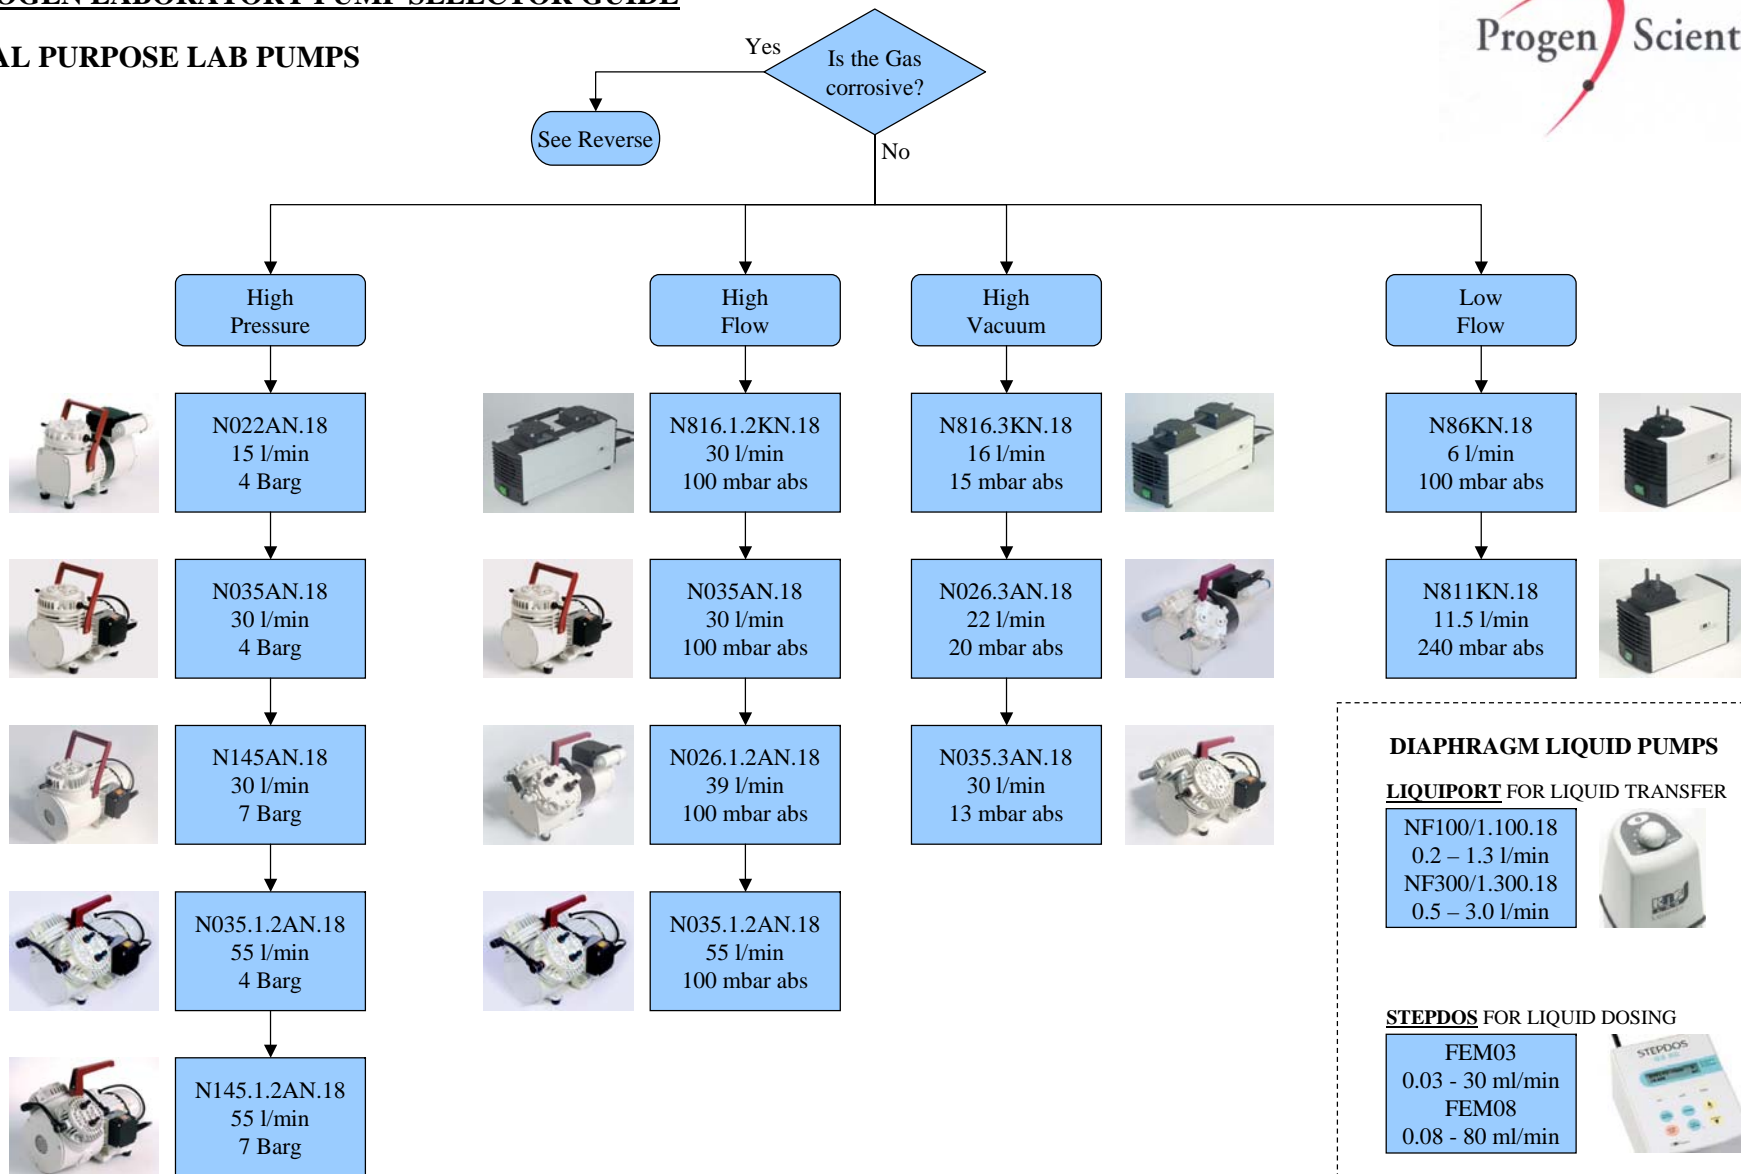 OGEN LABORATORY PUMP SELECTOR GUIDE
AL PURPOSE LAB PUMPS
Progen Scient
Yes
Is the Gas
corrosive?
See Reverse
No
High
Pressure
High
Flow
High
Vacuum
Low
Flow
N022AN.18
15 l/min
4 Barg
N816.1.2KN.18
30 l/min
100 mbar abs
N816.3KN.18
16 l/min
15 mbar abs
N86KN.18
6 l/min
100 mbar abs
N035AN.18
30 l/min
4 Barg
N035AN.18
30 l/min
100 mbar abs
N026.3AN.18
22 l/min
20 mbar abs
N811KN.18
11.5 l/min
240 mbar abs
N145AN.18
30 l/min
7 Barg
N026.1.2AN.18
39 l/min
100 mbar abs
N035.3AN.18
30 l/min
13 mbar abs
N035.1.2AN.18
55 l/min
4 Barg
N035.1.2AN.18
55 l/min
100 mbar abs
N145.1.2AN.18
55 l/min
7 Barg
DIAPHRAGM LIQUID PUMPS
LIQUIPORT FOR LIQUID TRANSFER
NF100/1.100.18
0.2 – 1.3 l/min
NF300/1.300.18
0.5 – 3.0 l/min
STEPDOS FOR LIQUID DOSING
FEM03
0.03 - 30 ml/min
FEM08
0.08 - 80 ml/min
STEPDOS